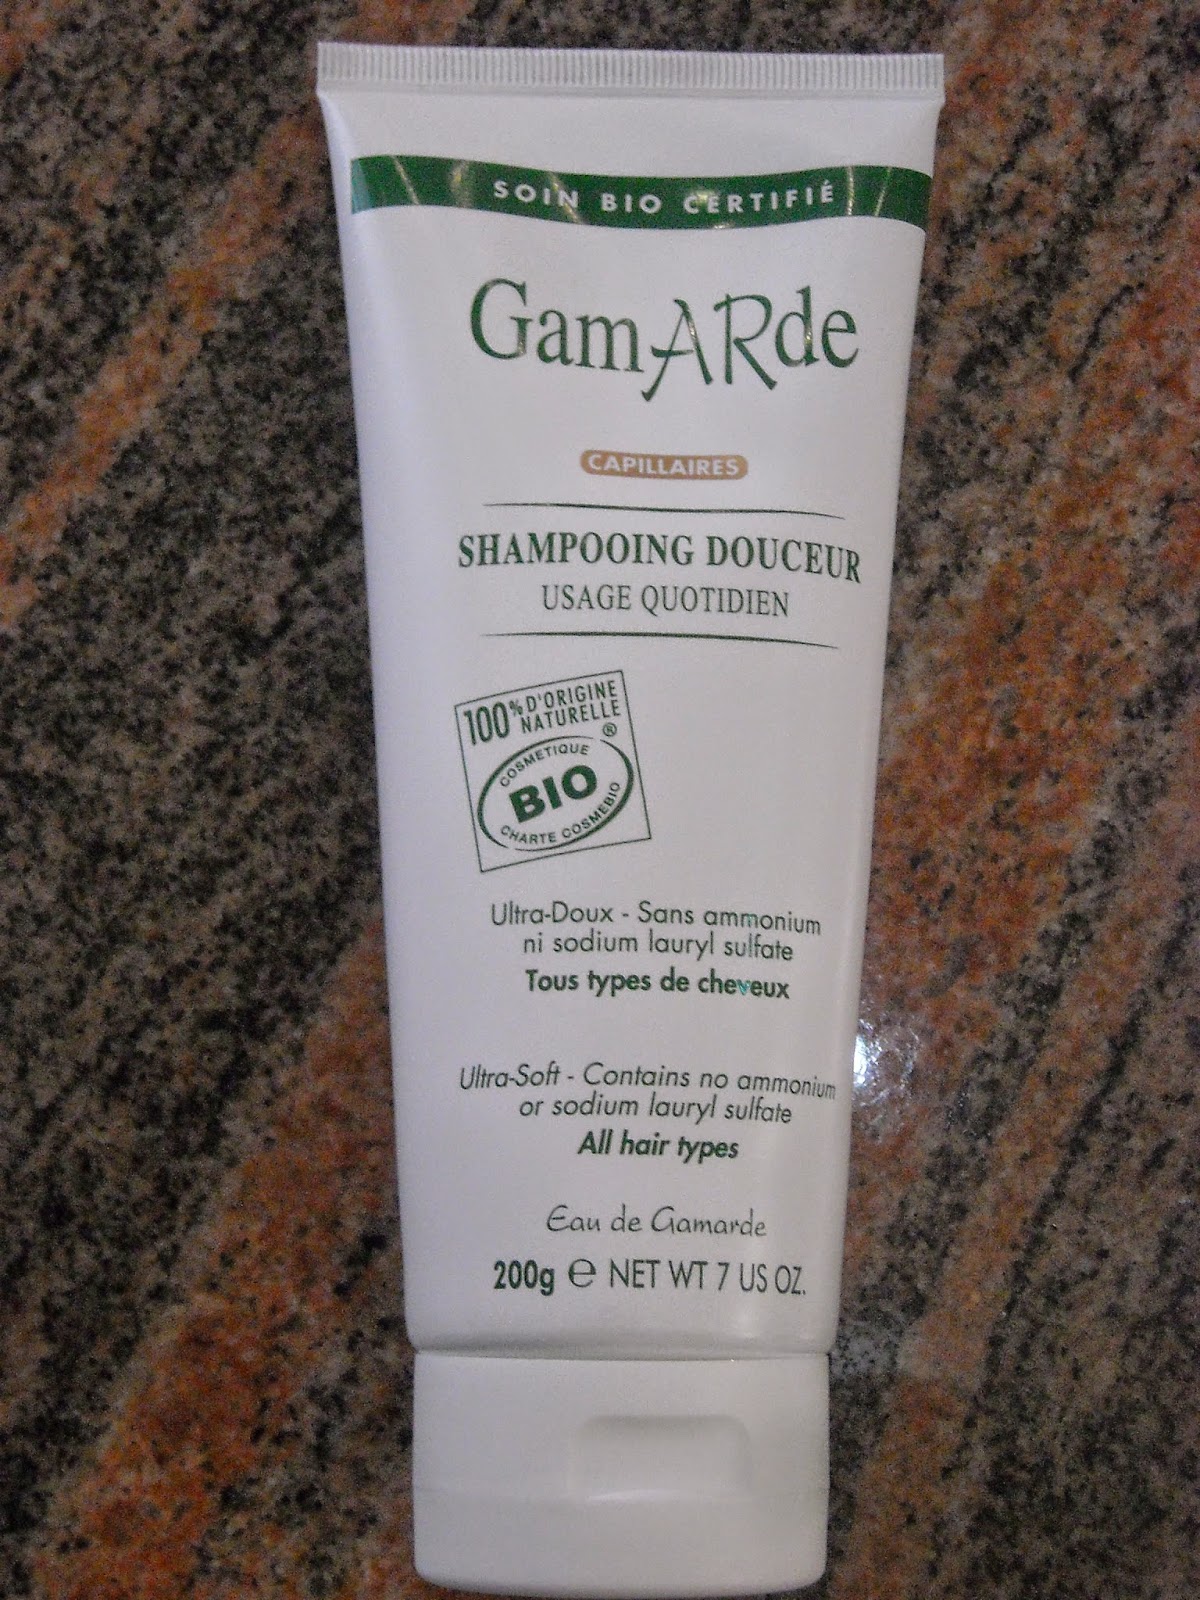 SOIN BIO CERTIFIÉ
GamARde
CAPILLAIRES
SHAMPOOING DOUCEUR
USAGE QUOTIDIEN
100% D'ORIGINE
NATURELLE
®
COSMETIQUE
BIO
CHARTE COSMEBIO
Ultra-Doux - Sans ammonium
ni sodium lauryl sulfate
Tous types de cheveux
Ultra-Soft - Contains no ammonium
or sodium lauryl sulfate
All hair types
Eau de Gamarde
200g ℮ NET WT 7 US OZ.